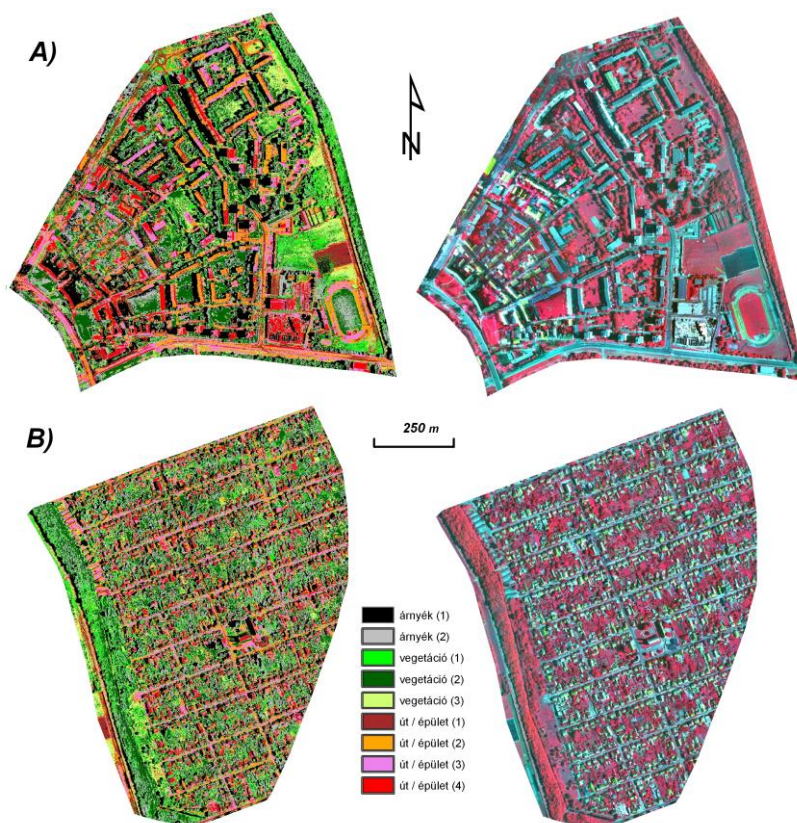 A)
N
B)
250 m
árnyék (1)
árnyék (2)
vegetáció (1)
vegetáció (2)
vegetáció (3)
út / épület (1)
út / épület (2)
út / épület (3)
út / épület (4)